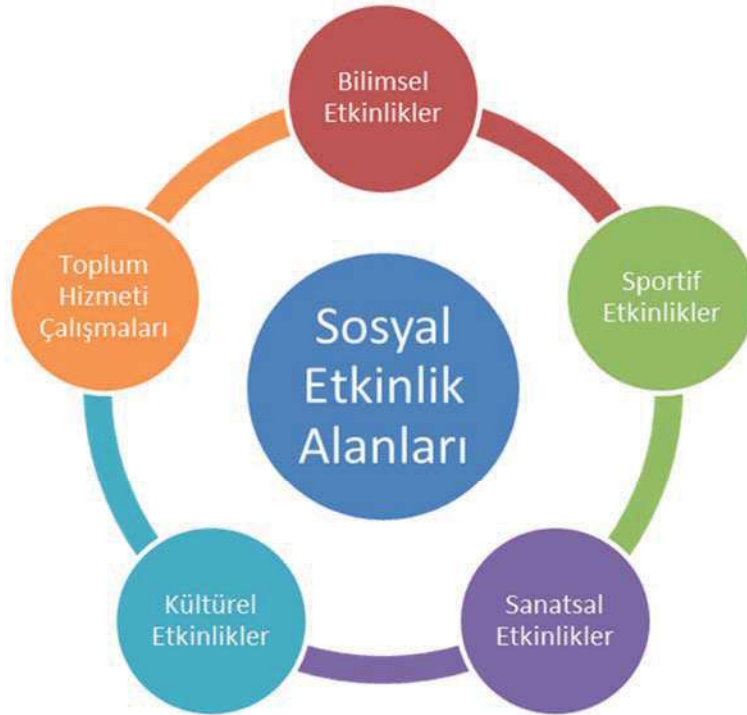 Bilimsel
Etkinlikler
Sportif
Etkinlikler
Sanatsal
Etkinlikler
Kültürel
Etkinlikler
Toplum
Hizmeti
Çalışmaları
Sosyal
Etkinlik
Alanları